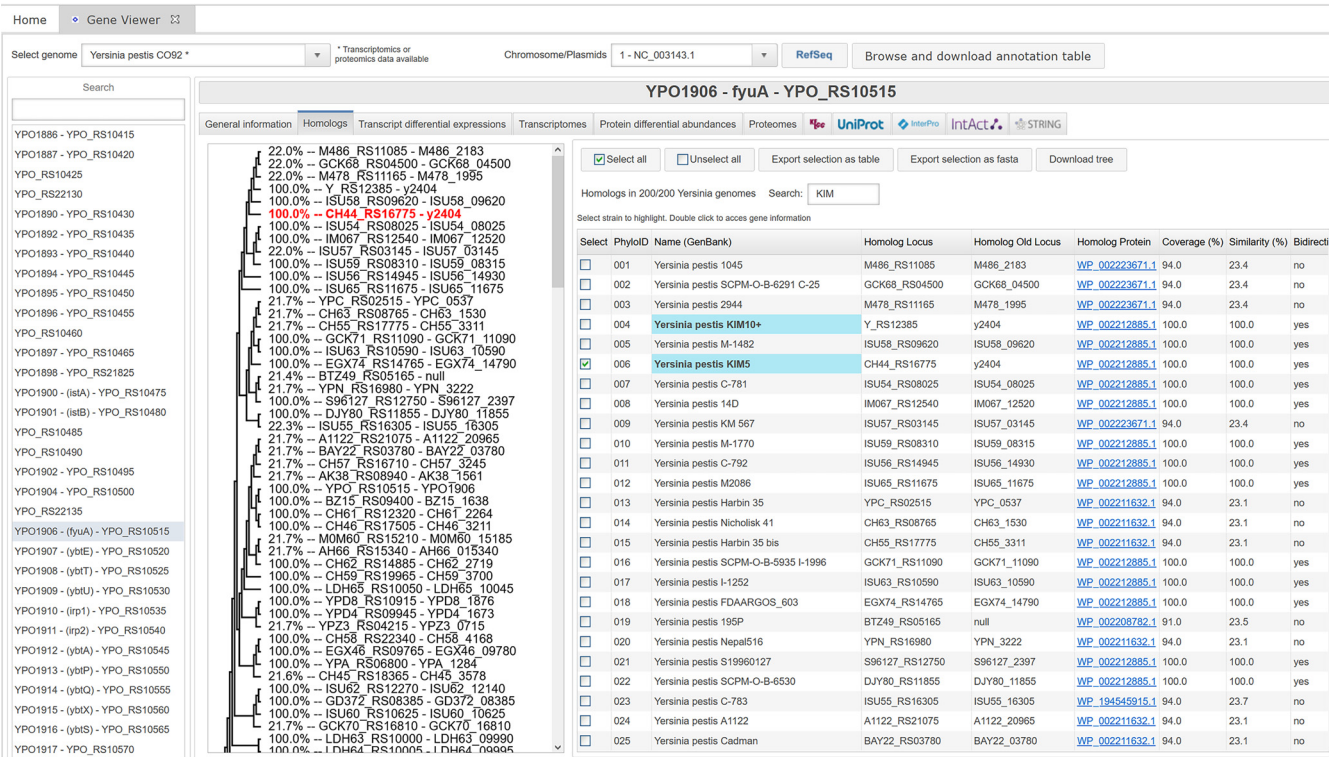 Home
Gene Viewer
Select genome Yersinia pestis CO92 * * Transcriptomics or proteomics data available Chromosome/Plasmids 1 - NC_003143.1 RefSeq Browse and download annotation table
Search
YPO1886 - YPO_RS10415
YPO1887 - YPO_RS10420
YPO_RS10425
YPO_RS22130
YPO1890 - YPO_RS10430
YPO1892 - YPO_RS10435
YPO1893 - YPO_RS10440
YPO1894 - YPO_RS10445
YPO1895 - YPO_RS10450
YPO1896 - YPO_RS10455
YPO_RS10460
YPO1897 - YPO_RS10465
YPO1898 - YPO_RS21825
YPO1900 - (istA) - YPO_RS10475
YPO1901 - (istB) - YPO_RS10480
YPO_RS10485
YPO_RS10490
YPO1902 - YPO_RS10495
YPO1904 - YPO_RS10500
YPO_RS22135
YPO1906 - (fyuA) - YPO_RS10515
YPO1907 - (ybtE) - YPO_RS10520
YPO1908 - (ybtT) - YPO_RS10525
YPO1909 - (ybtU) - YPO_RS10530
YPO1910 - (irp1) - YPO_RS10535
YPO1911 - (irp2) - YPO_RS10540
YPO1912 - (ybtA) - YPO_RS10545
YPO1913 - (ybtP) - YPO_RS10550
YPO1914 - (ybtQ) - YPO_RS10555
YPO1915 - (ybtX) - YPO_RS10560
YPO1916 - (ybtS) - YPO_RS10565
YPO1917 - YPO_RS10570
YPO1906 - fyuA - YPO_RS10515
General information Homologs Transcript differential expressions Transcriptomes Protein differential abundances Proteomes UniProt InterPro IntAct STRING
22.0% -- M486_RS11085 - M486_2183
22.0% -- GCK68_RS04500 - GCK68_04500
22.0% -- M478_RS11165 - M478_1995
100.0% -- Y_RS12385 - y2404
100.0% -- ISU58_RS09620 - ISU58_09620
100.0% -- CH44_RS16775 - y2404
100.0% -- ISU54_RS08025 - ISU54_08025
100.0% -- IM067_RS12540 - IM067_12520
22.0% -- ISU57_RS03145 - ISU57_03145
100.0% -- ISU59_RS08310 - ISU59_08315
100.0% -- ISU56_RS14945 - ISU56_14930
100.0% -- ISU65_RS11675 - ISU65_11675
21.7% -- YPC_RS02515 - YPC_0537
21.7% -- CH63_RS08765 - CH63_1530
21.7% -- CH55_RS17775 - CH55_3311
100.0% -- GCK71_RS11090 - GCK71_11090
100.0% -- ISU63_RS10590 - ISU63_10590
100.0% -- EGX74_RS14765 - EGX74_14790
21.4% -- BTZ49_RS05165 - null
21.7% -- YPN_RS16980 - YPN_3222
100.0% -- S96127_RS12750 - S96127_2397
100.0% -- DJY80_RS11855 - DJY80_11855
22.3% -- ISU55_RS16305 - ISU55_16305
21.7% -- A1122_RS21075 - A1122_20965
21.7% -- BAY22_RS03780 - BAY22_03780
21.7% -- CH57_RS16710 - CH57_3245
21.7% -- AK38_RS08940 - AK38_1561
100.0% -- YPO_RS10515 - YPO1906
100.0% -- BZ15_RS09400 - BZ15_1638
100.0% -- CH61_RS12320 - CH61_2264
100.0% -- CH46_RS17505 - CH46_3211
21.7% -- M0M60_RS15210 - M0M60_15185
21.7% -- AH66_RS15340 - AH66_015340
100.0% -- CH62_RS14885 - CH62_2719
100.0% -- CH59_RS19965 - CH59_3700
100.0% -- LDH65_RS10050 - LDH65_10045
100.0% -- YPD8_RS10915 - YPD8_1876
100.0% -- YPD4_RS09945 - YPD4_1673
21.7% -- YPZ3_RS04215 - YPZ3_0715
100.0% -- CH58_RS22340 - CH58_4168
100.0% -- EGX46_RS09765 - EGX46_09780
100.0% -- YPA_RS06800 - YPA_1284
21.6% -- CH45_RS18365 - CH45_3578
100.0% -- ISU62_RS12270 - ISU62_12140
100.0% -- GD372_RS08385 - GD372_08385
100.0% -- ISU60_RS10625 - ISU60_10625
21.7% -- GCK70_RS16810 - GCK70_16810
100.0% -- LDH63_RS10000 - LDH63_09990
100.0% -- LDH64_RS10005 - LDH64_09995
Select all Unselect all Export selection as table Export selection as fasta Download tree
Homologs in 200/200 Yersinia genomes Search: KIM
Select strain to highlight. Double click to acces gene information
Select PhyloID Name (GenBank) Homolog Locus Homolog Old Locus Homolog Protein Coverage (%) Similarity (%) Bidirecti
001 Yersinia pestis 1045 M486_RS11085 M486_2183 WP_002223671.1 94.0 23.4 no
002 Yersinia pestis SCPM-O-B-6291 C-25 GCK68_RS04500 GCK68_04500 WP_002223671.1 94.0 23.4 no
003 Yersinia pestis 2944 M478_RS11165 M478_1995 WP_002223671.1 94.0 23.4 no
004 Yersinia pestis KIM10+ Y_RS12385 y2404 WP_002212885.1 100.0 100.0 yes
005 Yersinia pestis M-1482 ISU58_RS09620 ISU58_09620 WP_002212885.1 100.0 100.0 yes
006 Yersinia pestis KIM5 CH44_RS16775 y2404 WP_002212885.1 100.0 100.0 yes
007 Yersinia pestis C-781 ISU54_RS08025 ISU54_08025 WP_002212885.1 100.0 100.0 yes
008 Yersinia pestis 14D IM067_RS12540 IM067_12520 WP_002212885.1 100.0 100.0 yes
009 Yersinia pestis KM 567 ISU57_RS03145 ISU57_03145 WP_002223671.1 94.0 23.4 no
010 Yersinia pestis M-1770 ISU59_RS08310 ISU59_08315 WP_002212885.1 100.0 100.0 yes
011 Yersinia pestis C-792 ISU56_RS14945 ISU56_14930 WP_002212885.1 100.0 100.0 yes
012 Yersinia pestis M2086 ISU65_RS11675 ISU65_11675 WP_002212885.1 100.0 100.0 yes
013 Yersinia pestis Harbin 35 YPC_RS02515 YPC_0537 WP_002211632.1 94.0 23.1 no
014 Yersinia pestis Nicholisk 41 CH63_RS08765 CH63_1530 WP_002211632.1 94.0 23.1 no
015 Yersinia pestis Harbin 35 bis CH55_RS17775 CH55_3311 WP_002211632.1 94.0 23.1 no
016 Yersinia pestis SCPM-O-B-5935 I-1996 GCK71_RS11090 GCK71_11090 WP_002212885.1 100.0 100.0 yes
017 Yersinia pestis I-1252 ISU63_RS10590 ISU63_10590 WP_002212885.1 100.0 100.0 yes
018 Yersinia pestis FDAARGOS_603 EGX74_RS14765 EGX74_14790 WP_002212885.1 100.0 100.0 yes
019 Yersinia pestis 195P BTZ49_RS05165 null WP_002208782.1 91.0 23.5 no
020 Yersinia pestis Nepal516 YPN_RS16980 YPN_3222 WP_002211632.1 94.0 23.1 no
021 Yersinia pestis S19960127 S96127_RS12750 S96127_2397 WP_002212885.1 100.0 100.0 yes
022 Yersinia pestis SCPM-O-B-6530 DJY80_RS11855 DJY80_11855 WP_002212885.1 100.0 100.0 yes
023 Yersinia pestis C-783 ISU55_RS16305 ISU55_16305 WP_194545915.1 94.0 23.7 no
024 Yersinia pestis A1122 A1122_RS21075 A1122_20965 WP_002211632.1 94.0 23.1 no
025 Yersinia pestis Cadman BAY22_RS03780 BAY22_03780 WP_002211632.1 94.0 23.1 no